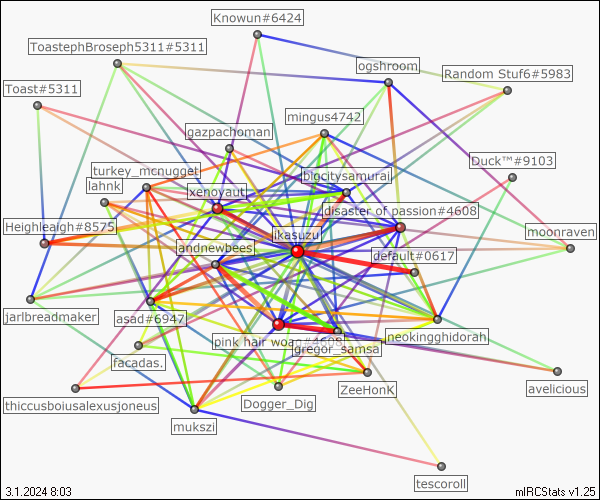 Knowun#6424
ToastephBroseph5311#5311
ogshroom
Random Stuf6#5983
Toast#5311
mingus4742
gazpachoman
Duck™#9103
turkey_mcnugget
bigcitysamurai
lahnk
xenoyaut
disaster of passion#4608
Heighleaigh#8575
ikasuzu
moonraven
andnewbees
default#0617
jarlbreadmaker
asad#6947
neokingghidorah
pink hair woag#4608
gregor_samsa
facadas.
avelicious
ZeeHonK
thiccusboiusalexusjoneus
Dogger_Dig
mukszi
tescoroll
3.1.2024 8:03
mIRCStats v1.25